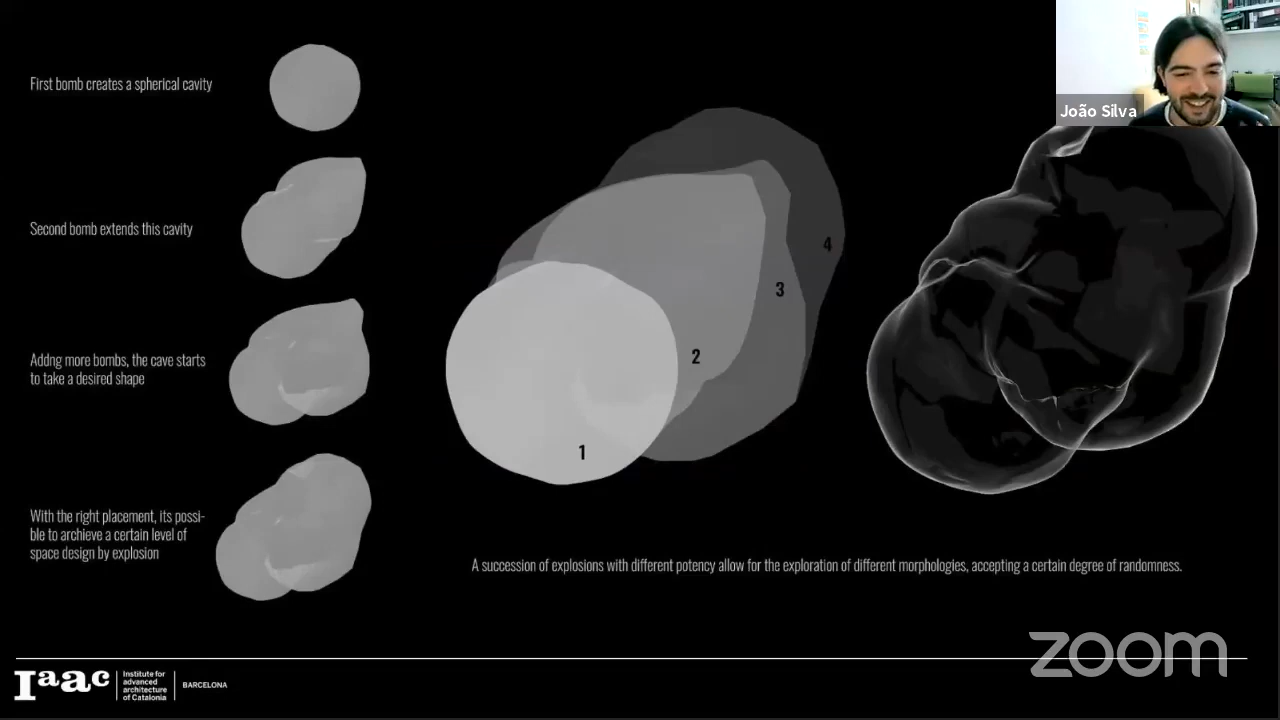 First bomb creates a spherical cavity
Second bomb extends this cavity
Addng more bombs, the cave starts
to take a desired shape
With the right placement, its possi-
ble to archieve a certain level of
space design by explosion
1
2
3
4
A succession of explosions with different potency allow for the exploration of different morphologies, accepting a certain degree of randomness.
João Silva
zoom
Iaac
Institute for
advanced
architecture
of Catalonia
BARCELONA